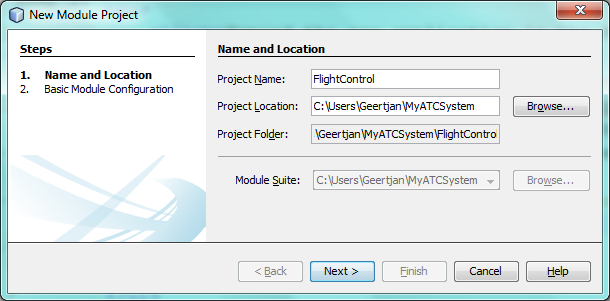 New Module Project
Steps
1. Name and Location
2. Basic Module Configuration
Name and Location
Project Name: FlightControl
Project Location: C:\Users\Geertjan\MyATCSystem Browse...
Project Folder: \Geertjan\MyATCSystem\FlightControl
Module Suite: C:\Users\Geertjan\MyATCSystem Browse...
< Back Next > Finish Cancel Help